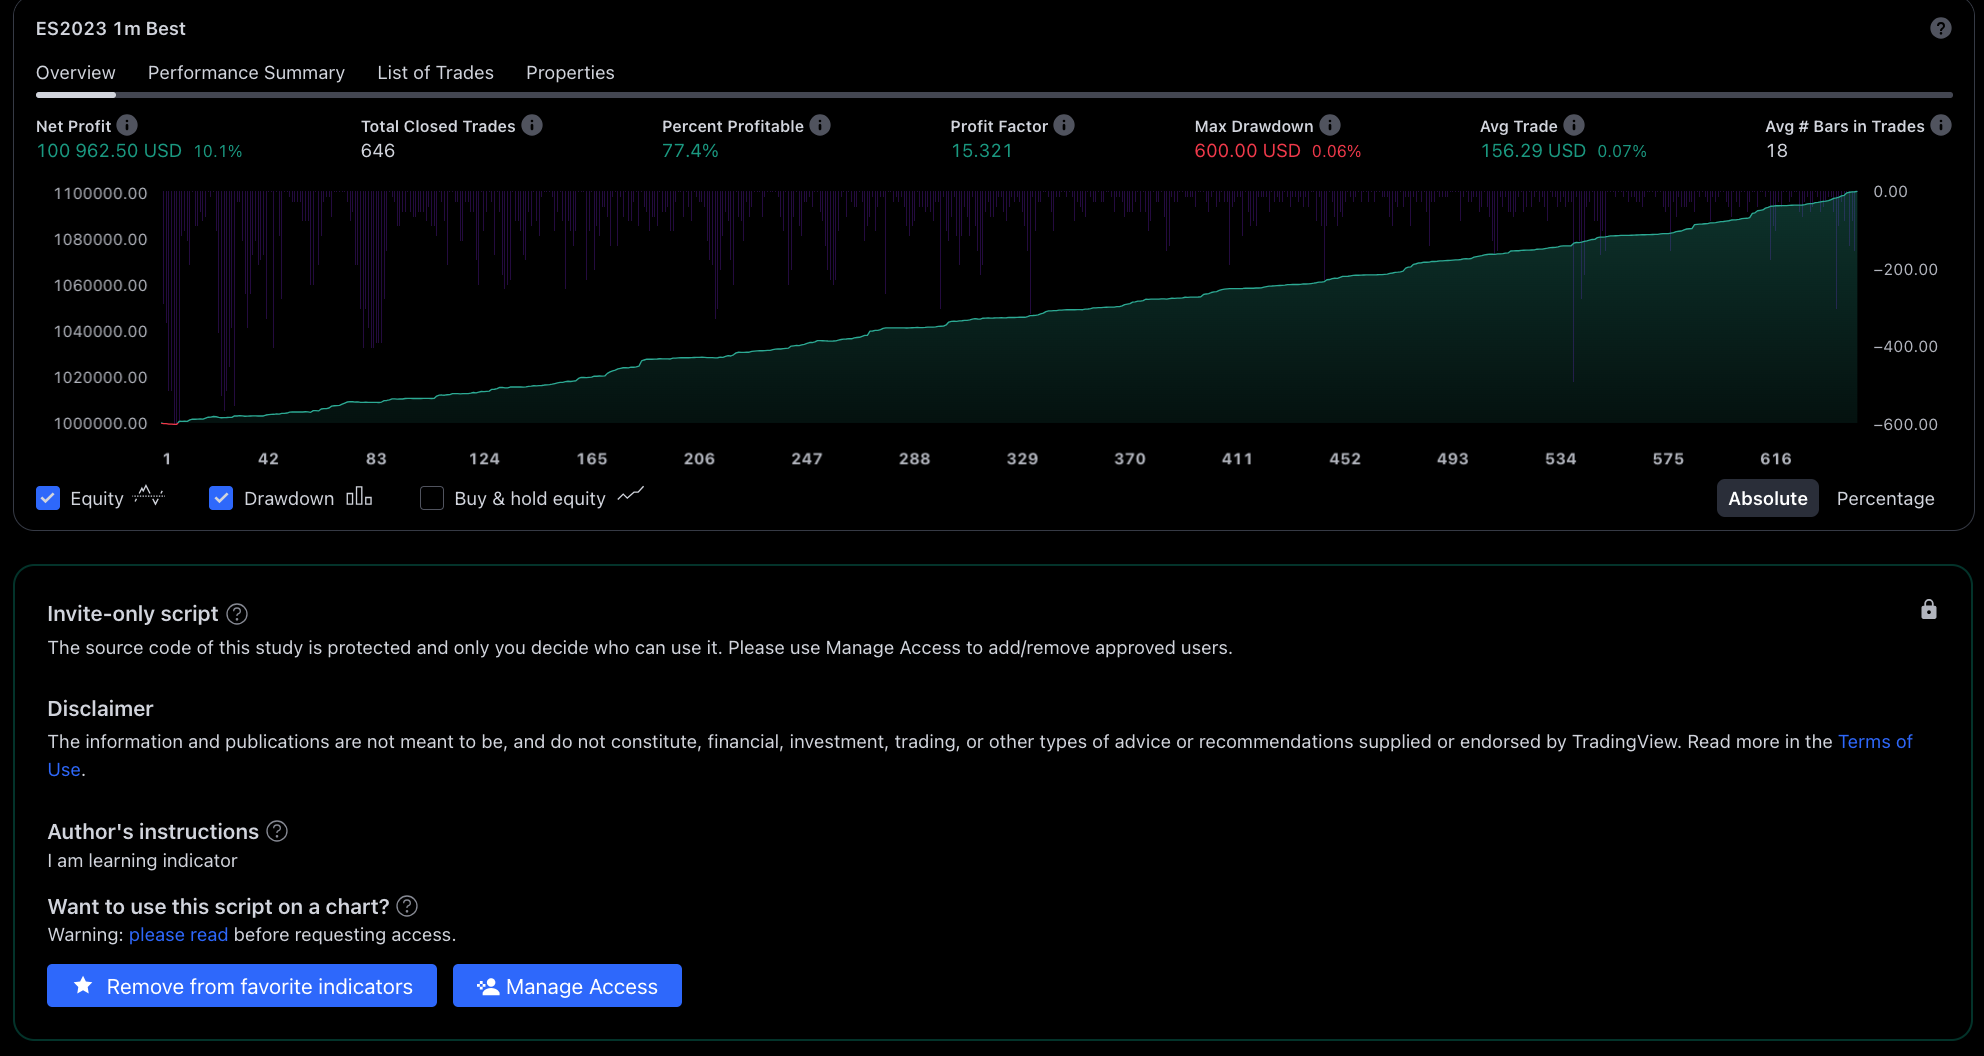 ES2023 1m Best
Overview Performance Summary List of Trades Properties
Net Profit Total Closed Trades Percent Profitable Profit Factor Max Drawdown Avg Trade Avg # Bars in Trades
100 962.50 USD 10.1% 646 77.4% 15.321 600.00 USD 0.06% 156.29 USD 0.07% 18
1100000.00 0.00
1080000.00
−200.00
1060000.00
1040000.00
−400.00
1020000.00
1000000.00 −600.00
1 42 83 124 165 206 247 288 329 370 411 452 493 534 575 616
Equity Drawdown Buy & hold equity Absolute Percentage
Invite-only script
The source code of this study is protected and only you decide who can use it. Please use Manage Access to add/remove approved users.
Disclaimer
The information and publications are not meant to be, and do not constitute, financial, investment, trading, or other types of advice or recommendations supplied or endorsed by TradingView. Read more in the Terms of
Use.
Author's instructions
I am learning indicator
Want to use this script on a chart?
Warning: please read before requesting access.
Remove from favorite indicators Manage Access